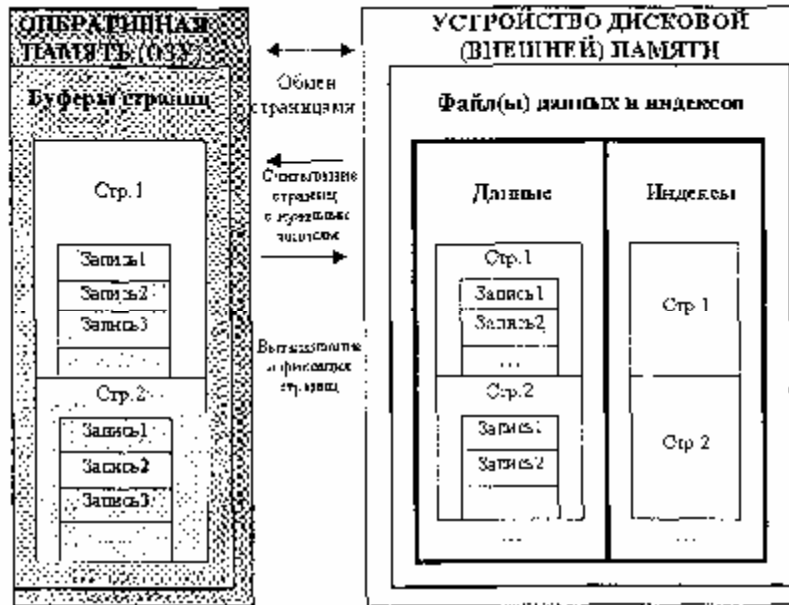 ОПЕРАТИВНАЯ
ПАМЯТЬ (ОЗУ)
Буферы страниц
Стр.1
Запись1
Запись2
Запись3
Стр.2
Запись1
Запись2
Запись3
Обмен
страницами
Считывание
страниц
с нужными
Выталкивание
и фиксация
страниц
УСТРОЙСТВО ДИСКОВОЙ
(ВНЕШНЕЙ) ПАМЯТИ
Файл(ы) данных и индексов
Данные
Стр.1
Запись1
Запись2
...
Стр.2
Запись1
Запись2
...
Индексы
Стр 1
Стр 2
...